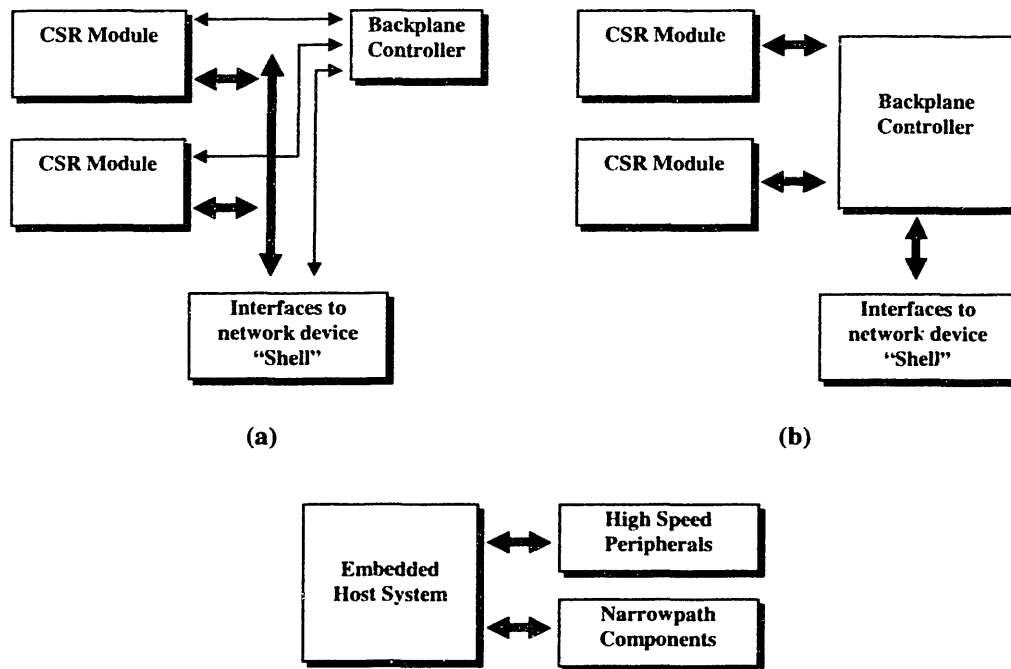 CSR Module
Backplane
Controller
CSR Module
Interfaces to
network device
“Shell”
(a)
CSR Module
Backplane
Controller
CSR Module
Interfaces to
network device
“Shell”
(b)
Embedded
Host System
High Speed
Peripherals
Narrowpath
Components